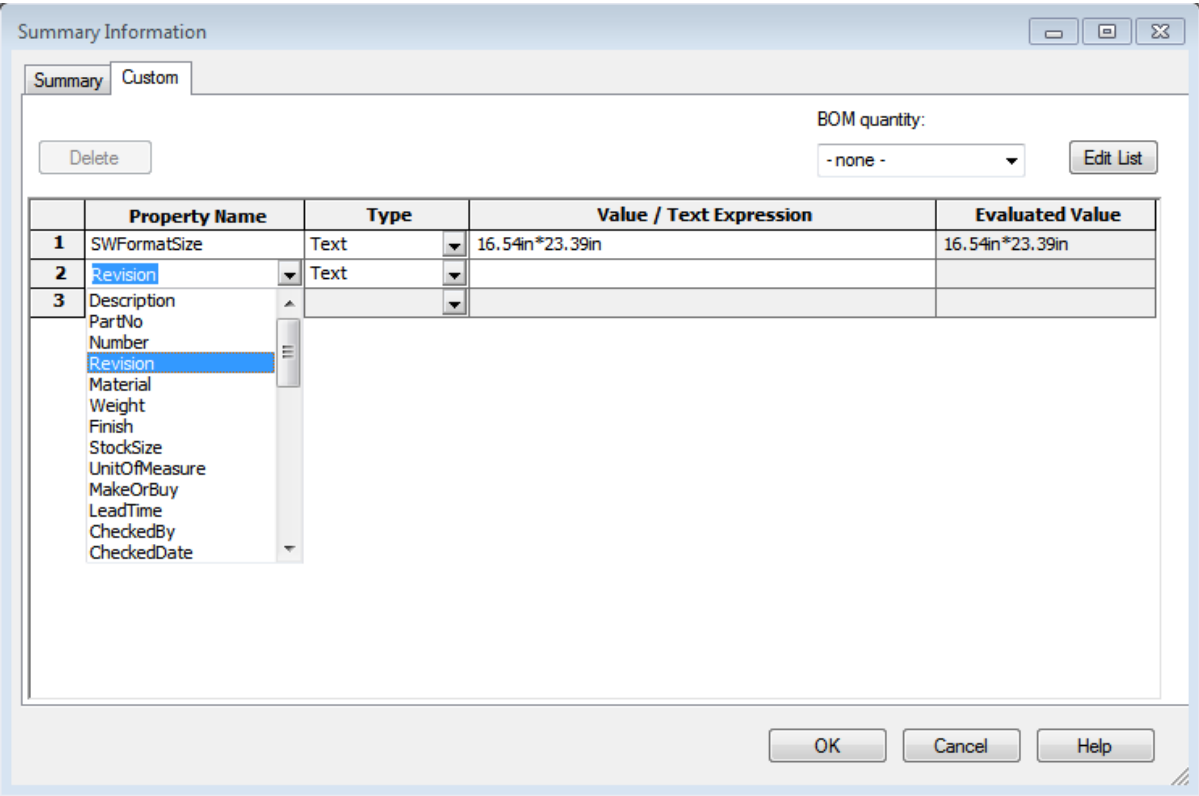 Summary Information
Summary Custom
BOM quantity:
Delete - none - Edit List
Property Name Type Value / Text Expression Evaluated Value
1 SWFormatSize Text 16.54in*23.39in 16.54in*23.39in
2 Revision Text
3 Description
PartNo
Number
Revision
Material
Weight
Finish
StockSize
UnitOfMeasure
MakeOrBuy
LeadTime
CheckedBy
CheckedDate
OK Cancel Help